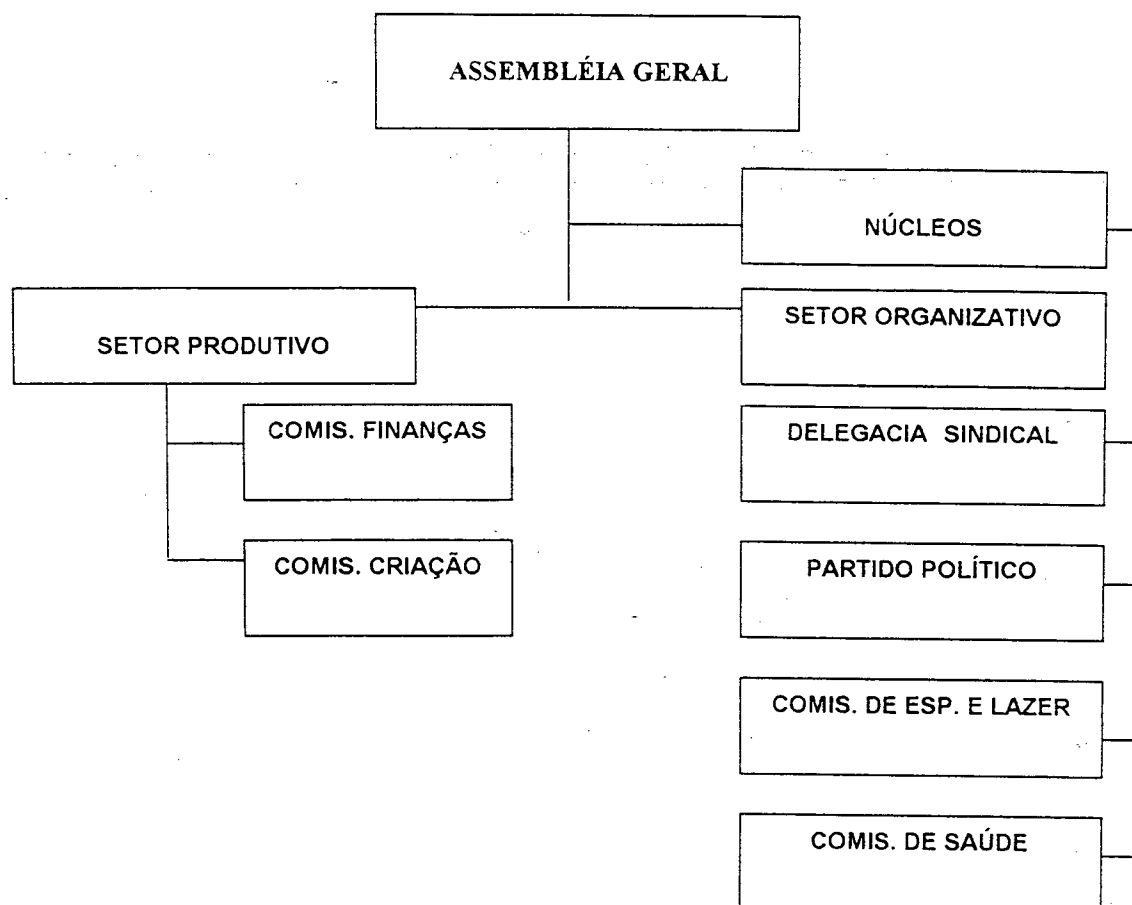 ASSEMBLÉIA GERAL
NÚCLEOS
SETOR ORGANIZATIVO
SETOR PRODUTIVO
COMIS. FINANÇAS
DELEGACIA SINDICAL
COMIS. CRIAÇÃO
PARTIDO POLÍTICO
COMIS. DE ESP. E LAZER
COMIS. DE SAÚDE